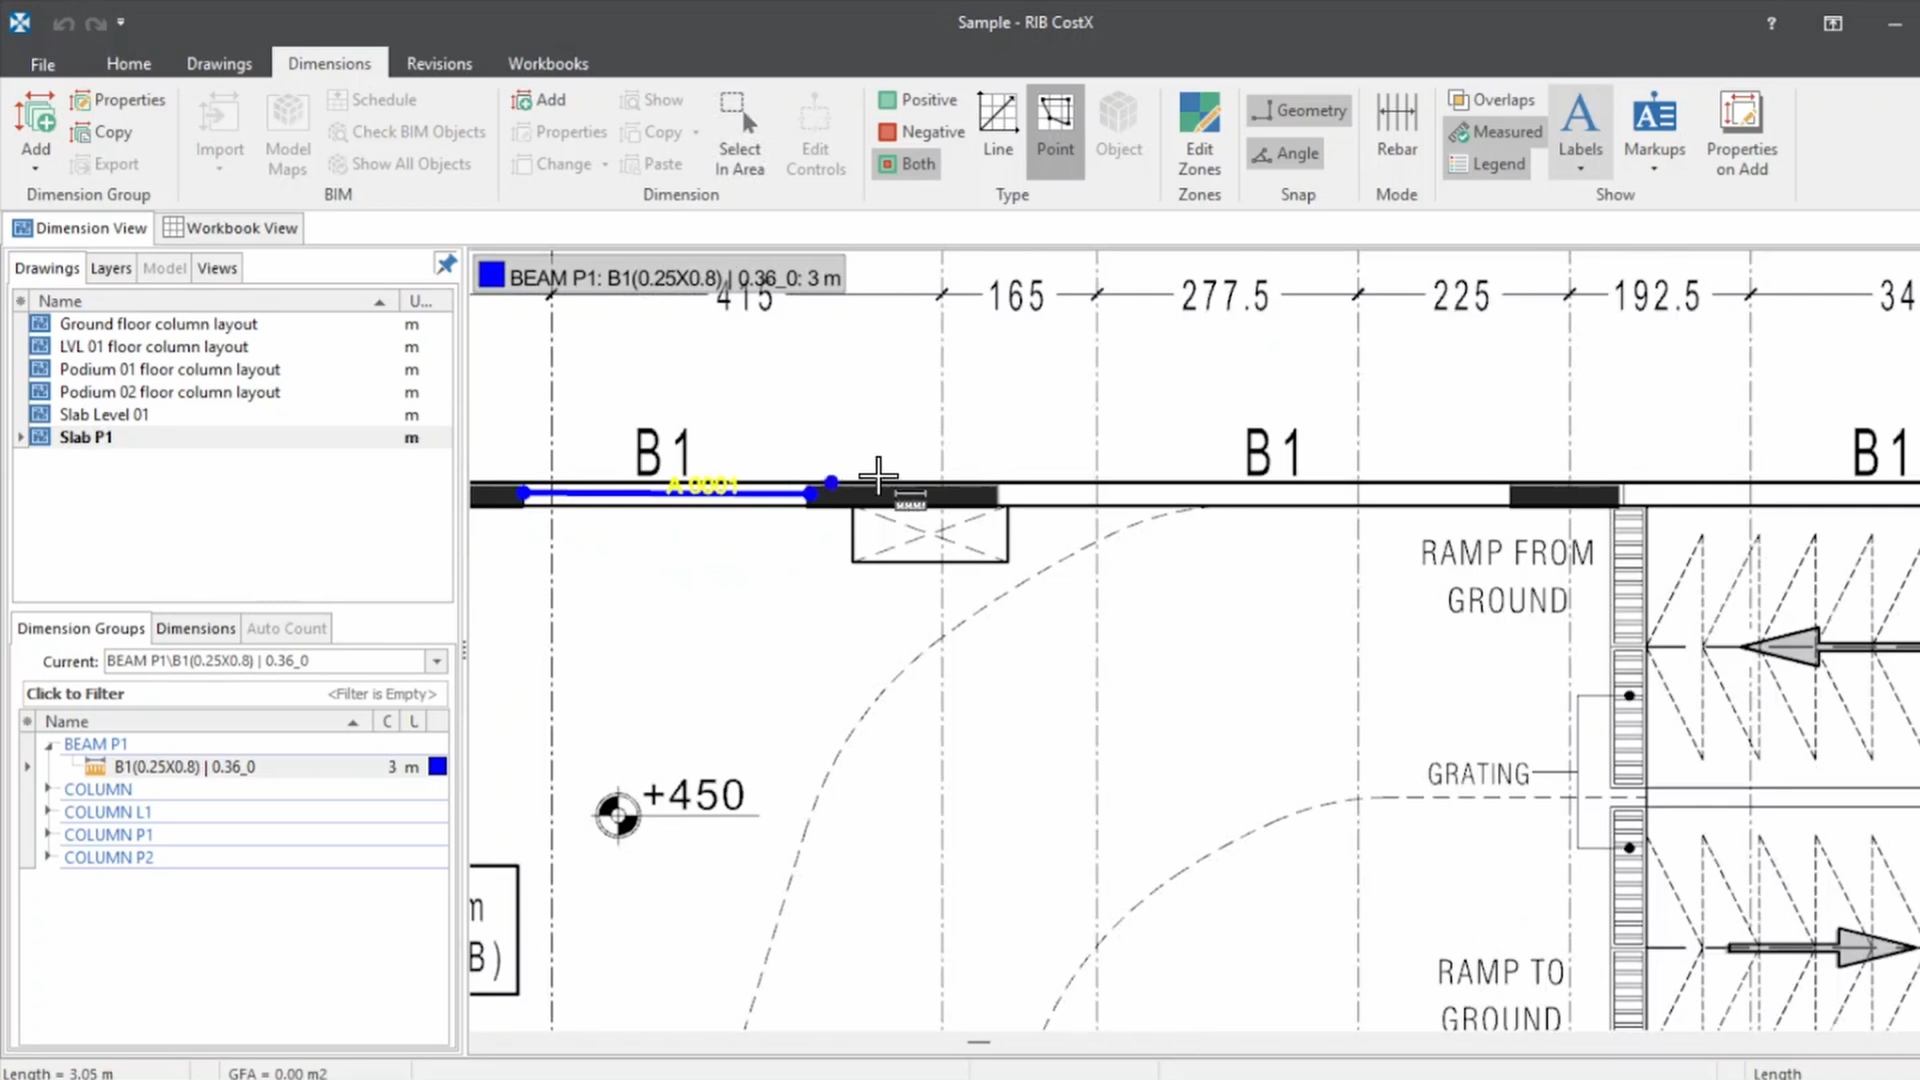 Sample - RIB CostX
?
File Home Drawings Dimensions Revisions Workbooks
Add
Properties
Copy
Export
Dimension Group
Import
Model Maps
Schedule
Check BIM Objects
Show All Objects
BIM
Add Show
Properties Copy
Change Paste
Select In Area
Edit Controls
Dimension
Positive
Negative
Both
Line
Point
Object
Type
Edit Zones
Zones
Geometry
Angle
Snap
Rebar
Mode
Overlaps
Measured
Legend
Labels
Markups
Properties on Add
Show
Dimension View Workbook View
Drawings Layers Model Views
Name U...
Ground floor column layout m
LVL 01 floor column layout m
Podium 01 floor column layout m
Podium 02 floor column layout m
Slab Level 01 m
Slab P1 m
Dimension Groups Dimensions Auto Count
Current: BEAM P1\B1(0.25X0.8) | 0.36_0
Click to Filter <Filter is Empty>
Name C L
BEAM P1
B1(0.25X0.8) | 0.36_0 3 m
COLUMN
COLUMN L1
COLUMN P1
COLUMN P2
BEAM P1: B1(0.25X0.8) | 0.36_0: 3 m
415 165 277.5 225 192.5 34
B1 B1 B1
A 0001
RAMP FROM
GROUND
GRATING
+450
B)
RAMP TO
GROUND
Length = 3.05 m GFA = 0.00 m2 Length